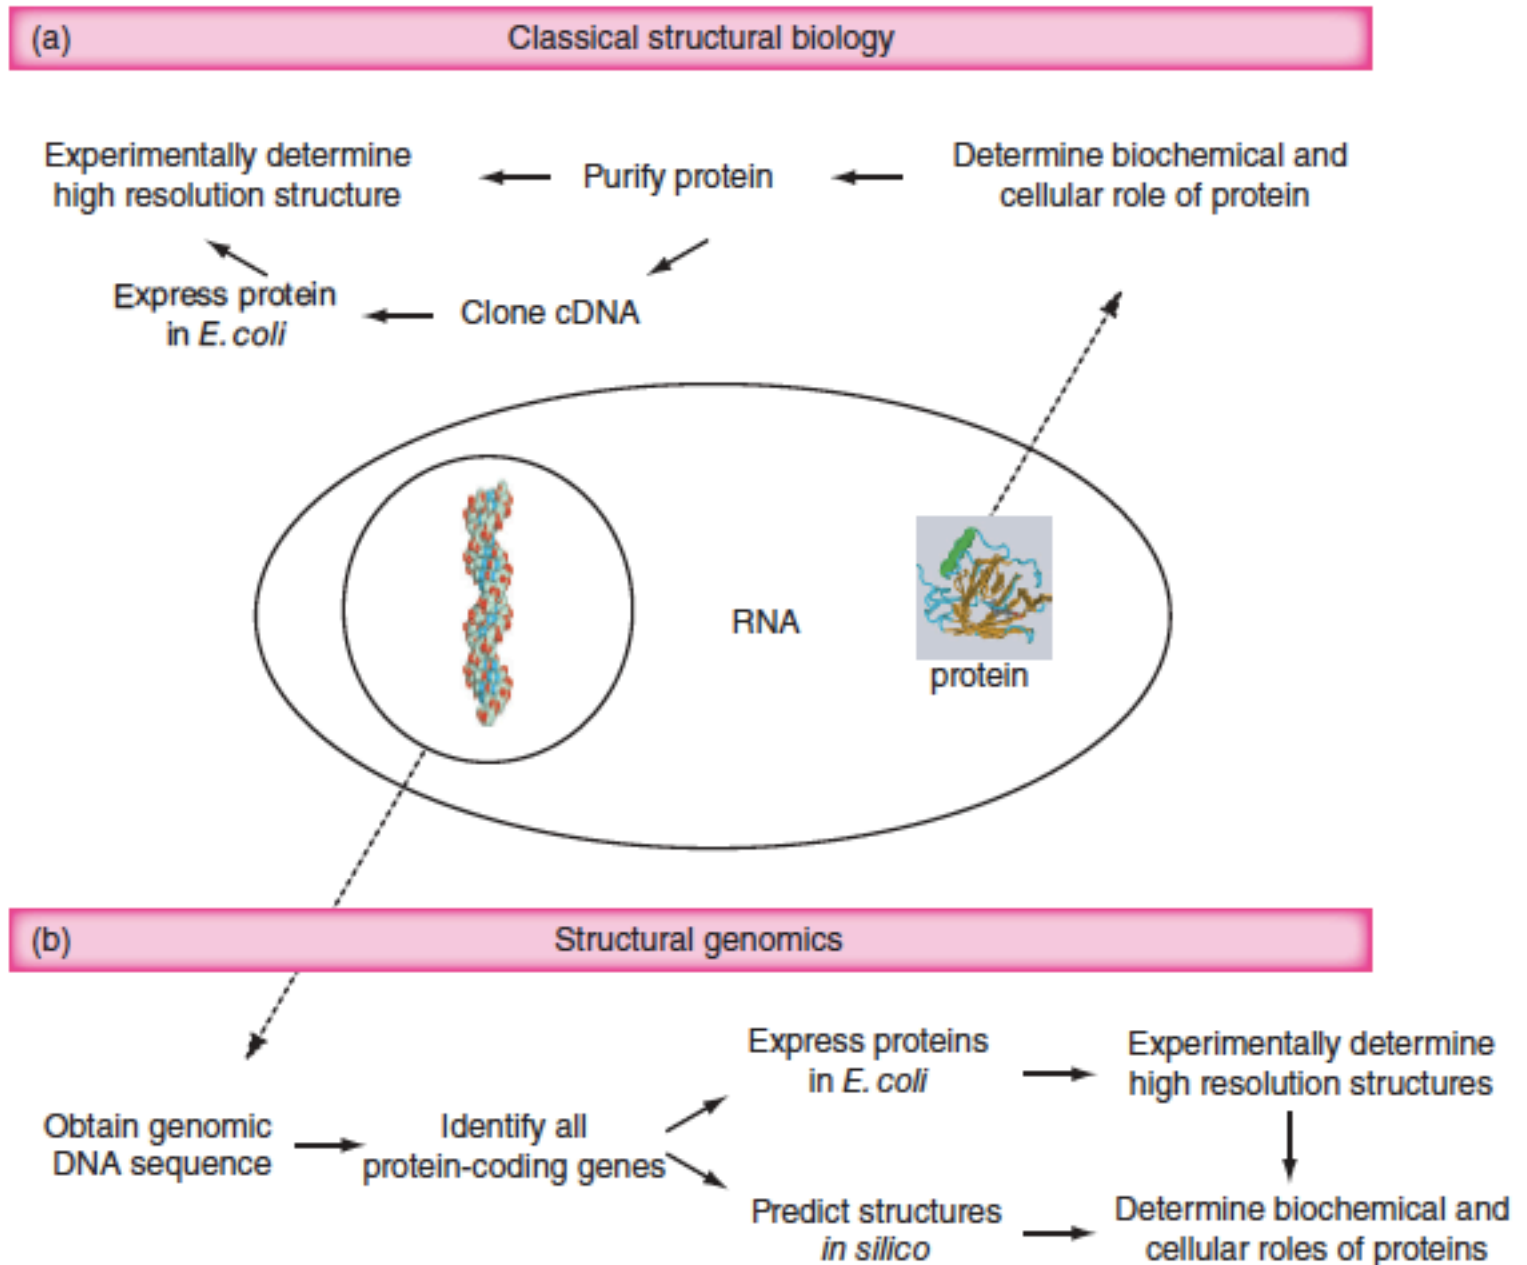 (a) Classical structural biology
Experimentally determine
high resolution structure
Purify protein
Determine biochemical and
cellular role of protein
Express protein
in E. coli
Clone cDNA
RNA
protein
(b) Structural genomics
Obtain genomic
DNA sequence
Identify all
protein-coding genes
Express proteins
in E. coli
Experimentally determine
high resolution structures
Predict structures
in silico
Determine biochemical and
cellular roles of proteins